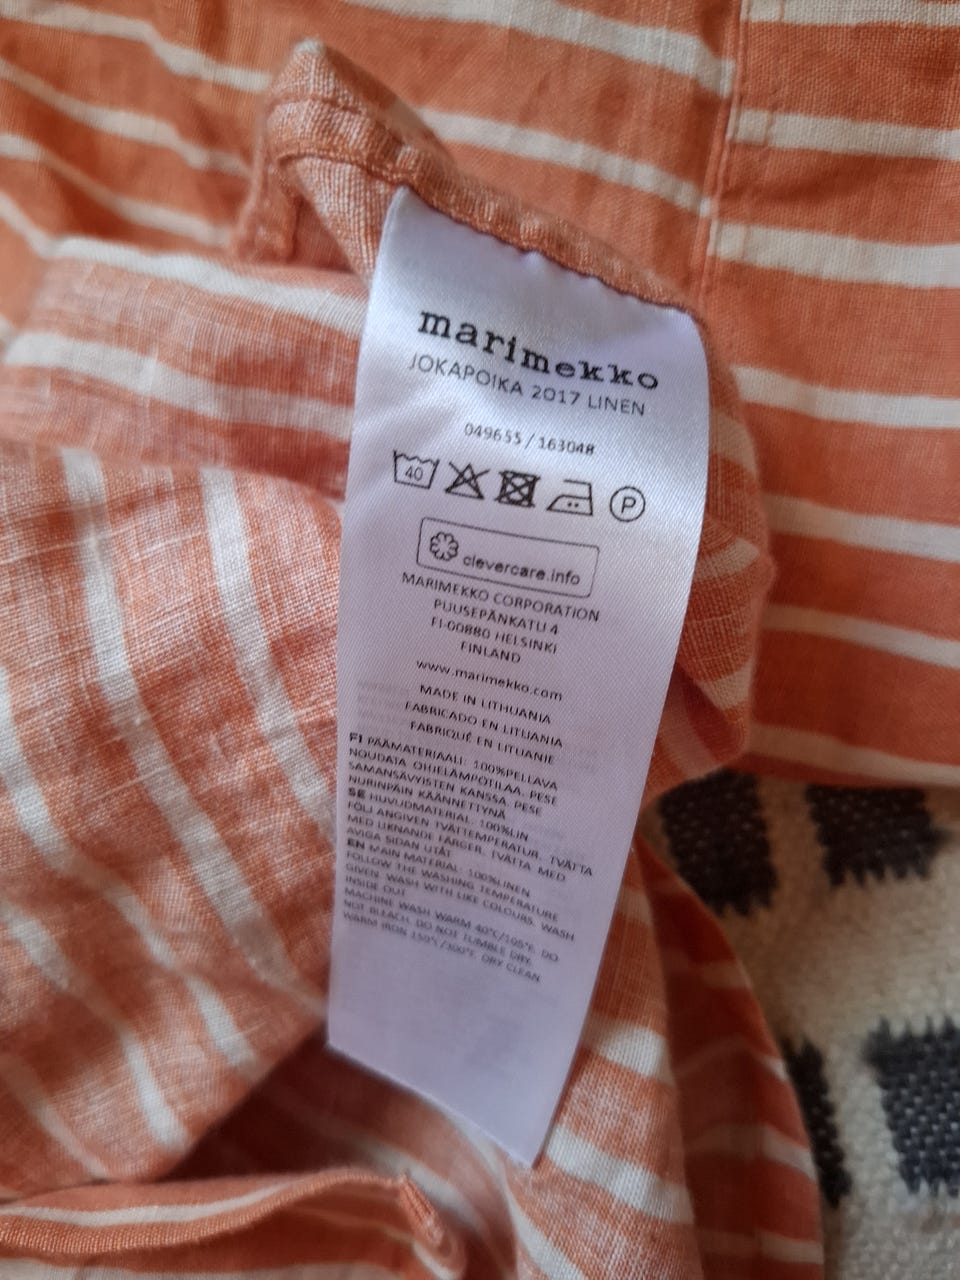 marimekko
JOKAPOIKA 2017 LINEN
049655 / 163048
40
P
clevercare.info
MARIMEKKO CORPORATION
PUUSEPÄNKATU 4
FI-00880 HELSINKI
FINLAND
www.marimekko.com
MADE IN LITHUANIA
FABRICADO EN LITUANIA
FABRIQUÉ EN LITUANIE
FI PÄÄMATERIAALI: 100%PELLAVA
NOUDATA OHJELÄMPÖTILAA. PESE
SAMANSÄVYISTEN KANSSA. PESE
NURINPÄIN KÄÄNNETTYNÄ
SE HUVUDMATERIAL: 100%LIN
FÖLJ ANGIVEN TVÄTTEMPERATUR. TVÄTTA
MED LIKNANDE FÄRGER. TVÄTTA MED
AVIGA SIDAN UTÅT.
EN MAIN MATERIAL: 100%LINEN
FOLLOW THE WASHING TEMPERATURE
GIVEN. WASH WITH LIKE COLOURS. WASH
INSIDE OUT.
MACHINE WASH WARM 40°C/105°F. DO
NOT BLEACH. DO NOT TUMBLE DRY.
WARM IRON 150°C/300°F. DRY CLEAN